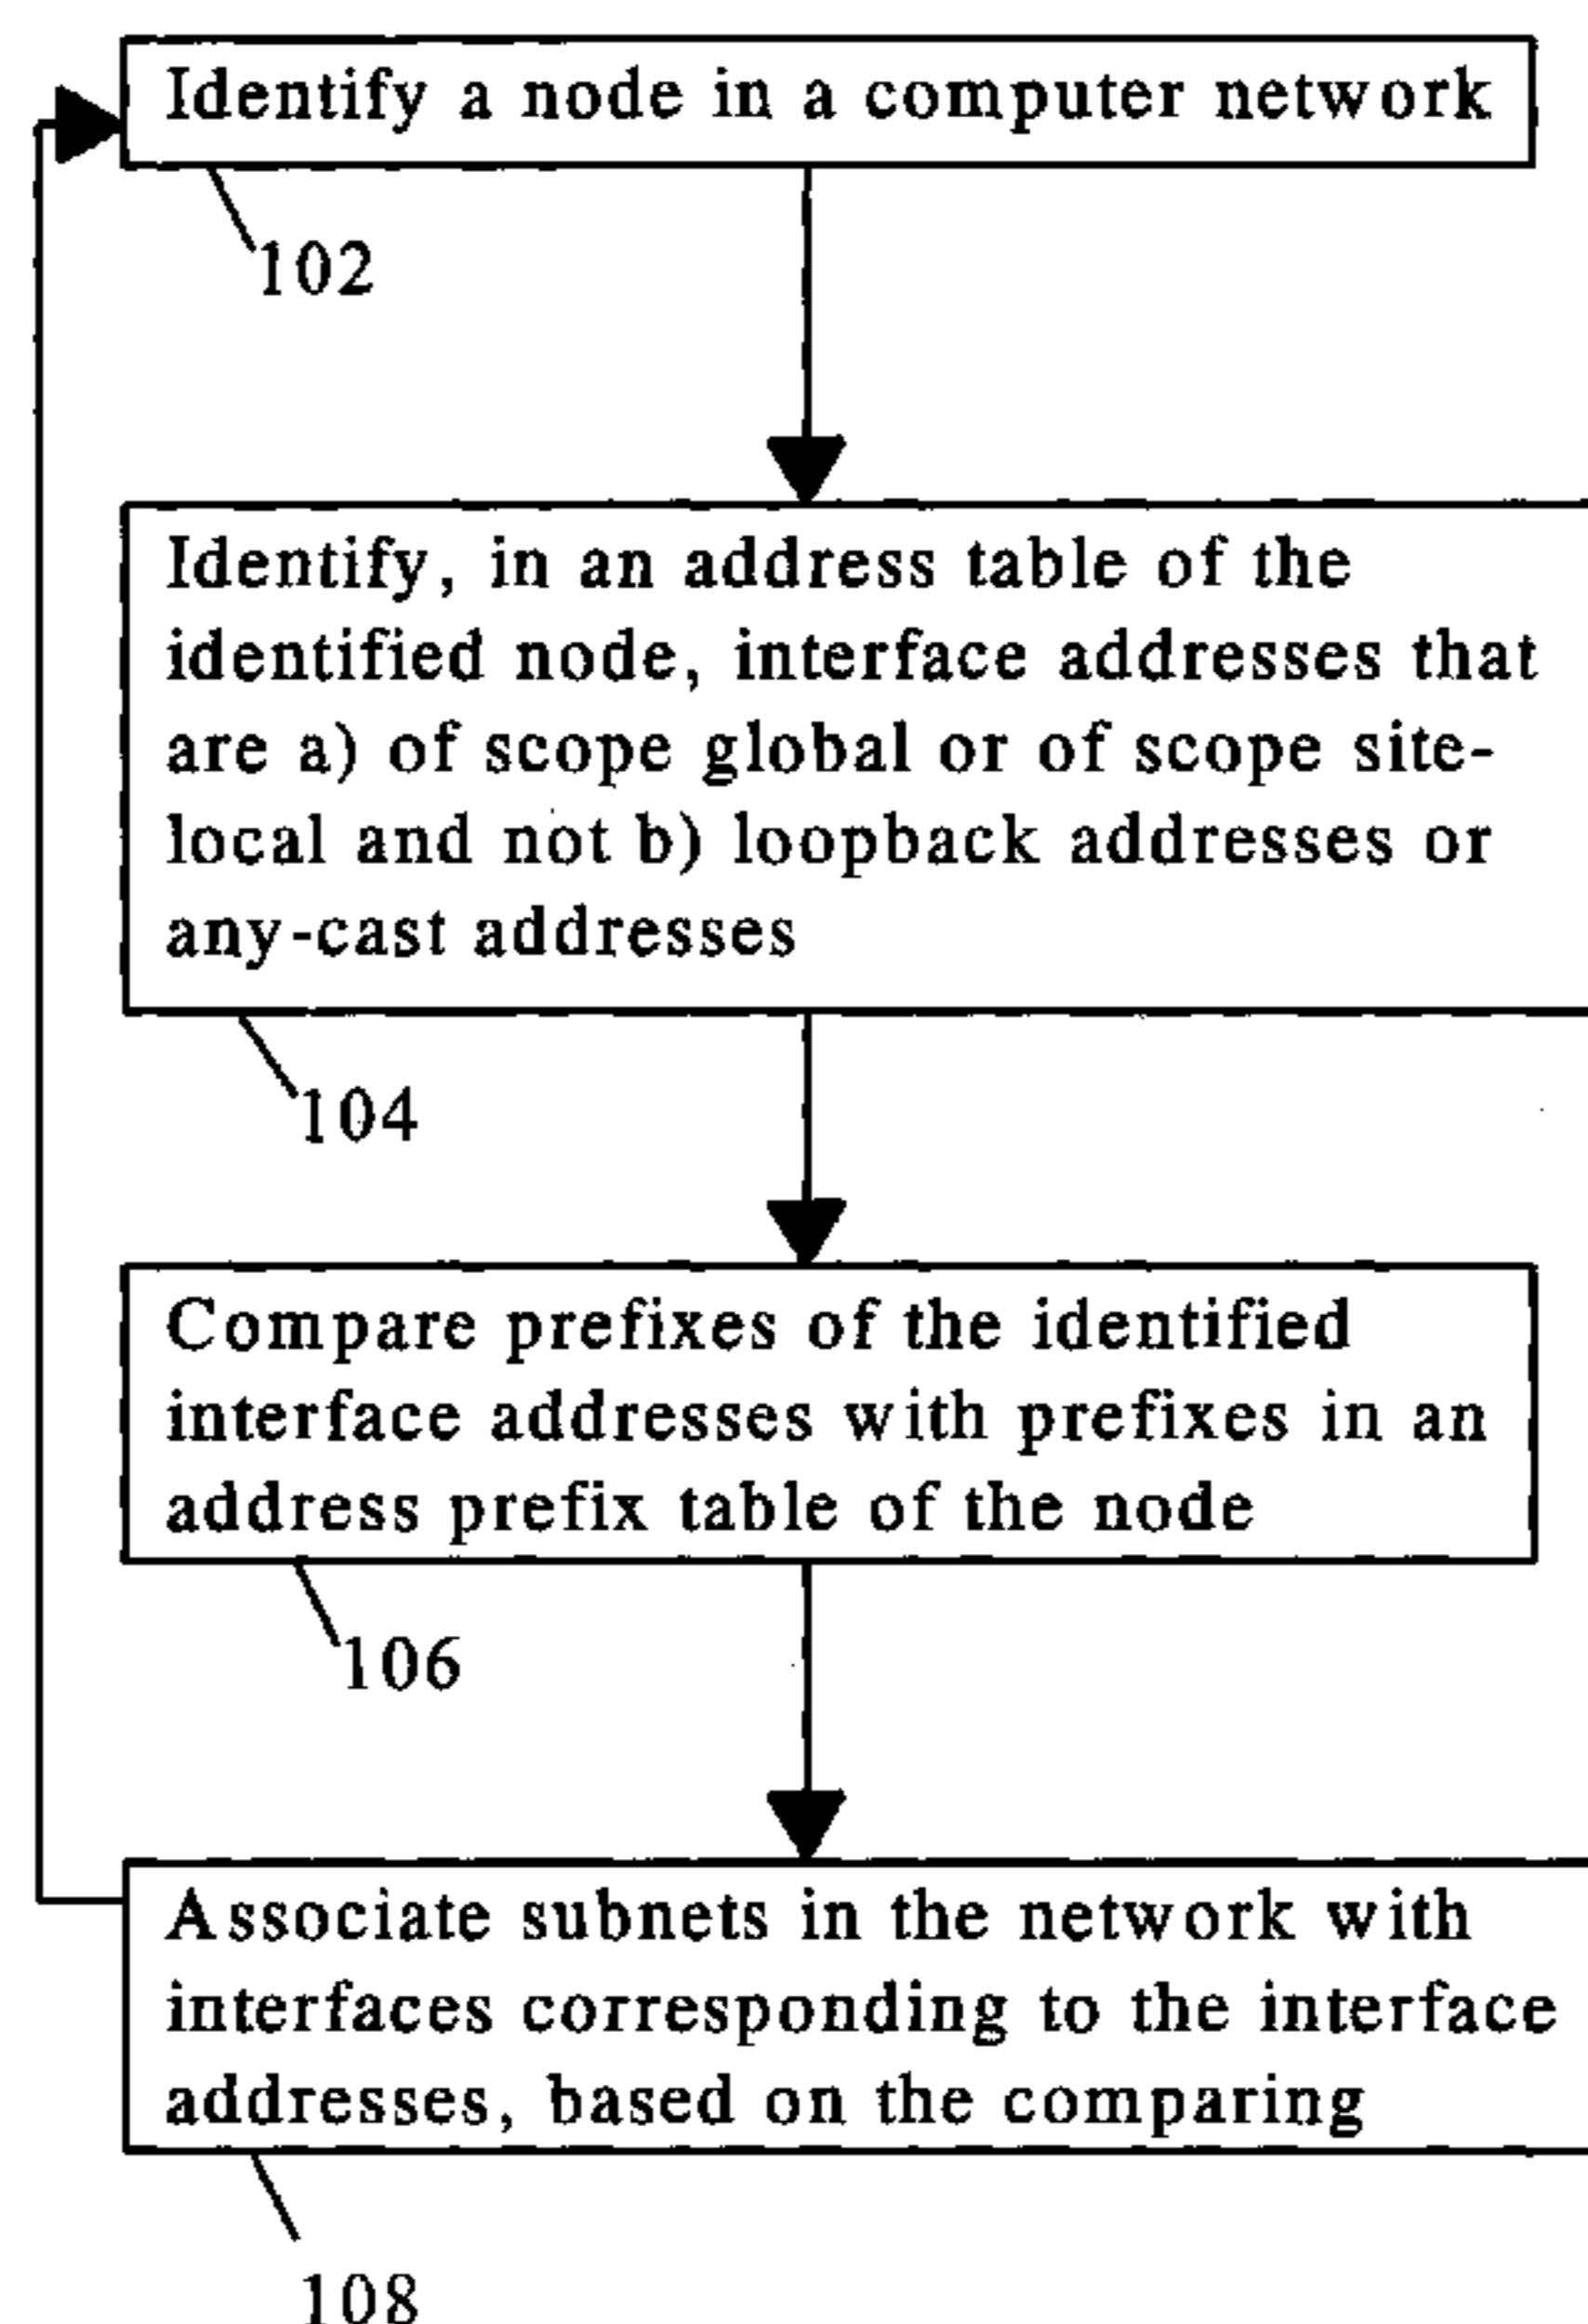 Identify a node in a computer network
102
Identify, in an address table of the
identified node, interface addresses that
are a) of scope global or of scope site-
local and not b) loopback addresses or
any-cast addresses
104
Compare prefixes of the identified
interface addresses with prefixes in an
address prefix table of the node
106
Associate subnets in the network with
interfaces corresponding to the interface
addresses, based on the comparing
108